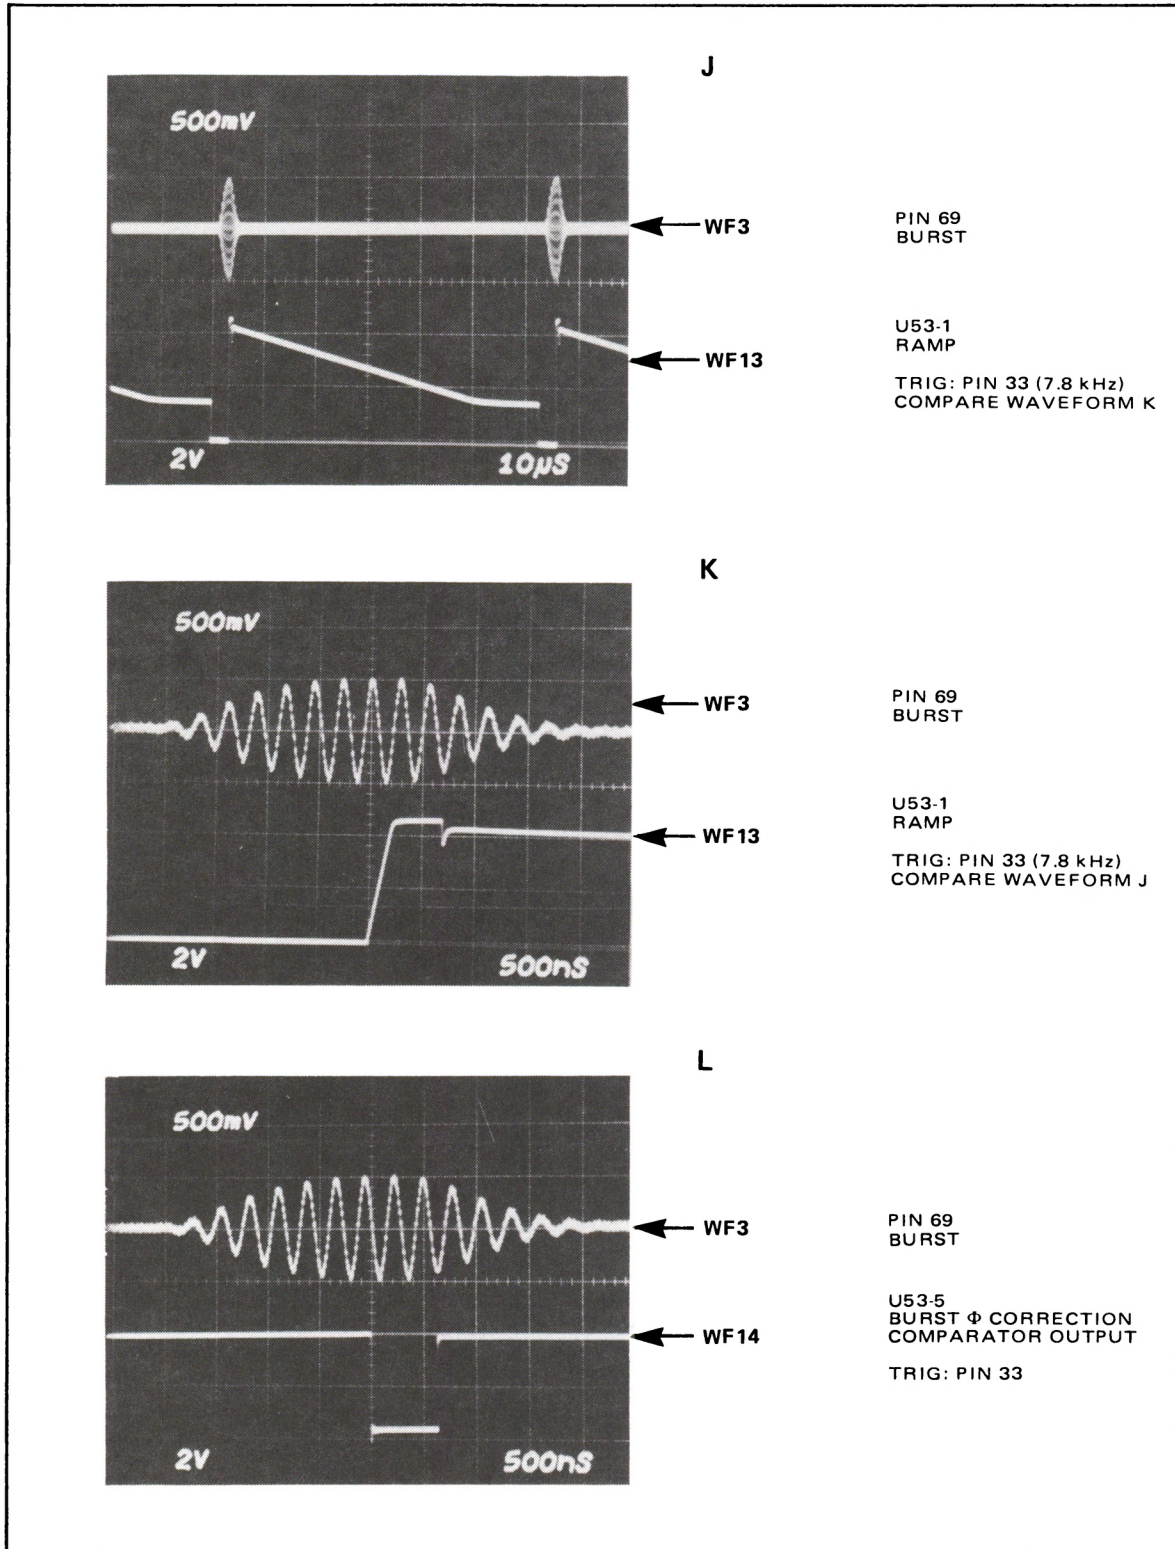 J
500mV
WF3
PIN 69
BURST
WF13
U53-1
RAMP
TRIG: PIN 33 (7.8 kHz)
COMPARE WAVEFORM K
2V
10µS
K
500mV
WF3
PIN 69
BURST
WF13
U53-1
RAMP
TRIG: PIN 33 (7.8 kHz)
COMPARE WAVEFORM J
2V
500nS
L
500mV
WF3
PIN 69
BURST
WF14
U53-5
BURST Φ CORRECTION
COMPARATOR OUTPUT
TRIG: PIN 33
2V
500nS